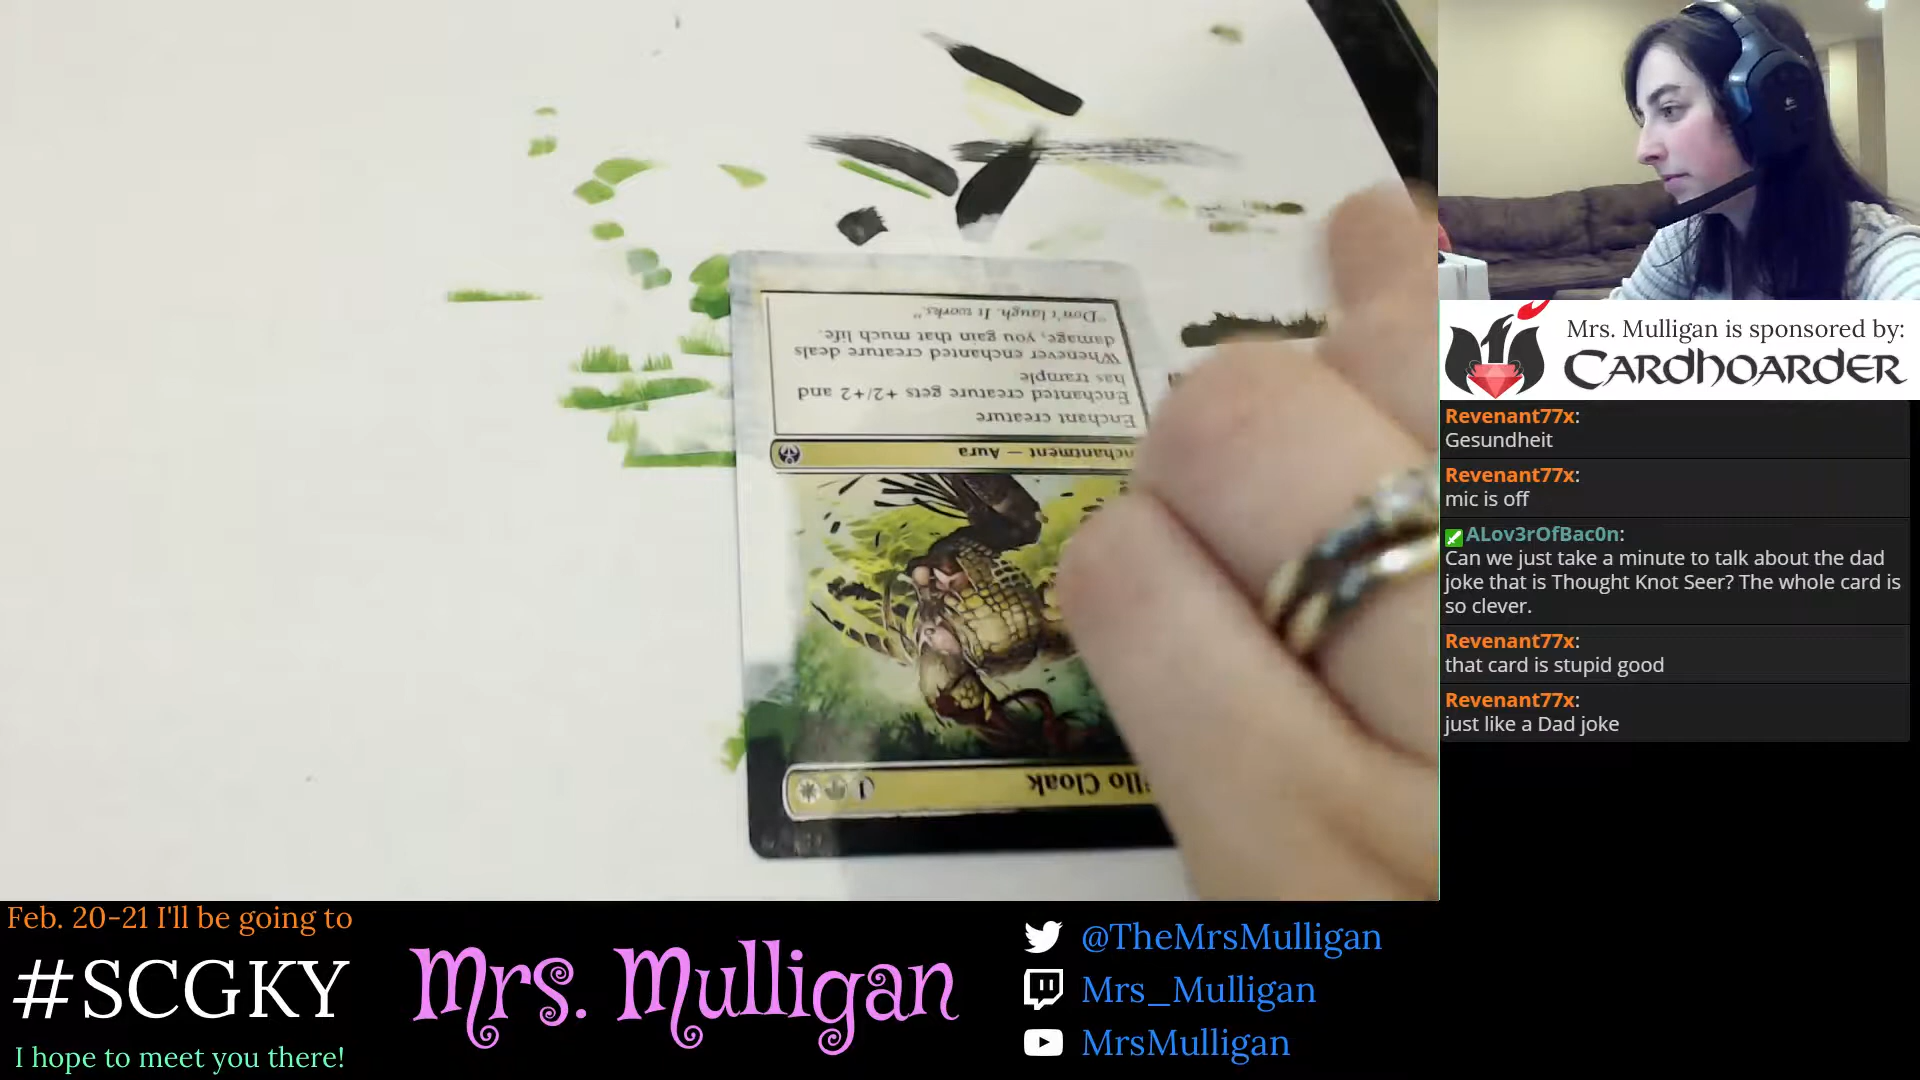 "Don't laugh. It works."
damage, you gain that much life.
Whenever enchanted creature deals
has trample
Enchanted creature gets +2/+2 and
Enchant creature
nchantment — Aura
illo Cloak
1
Mrs. Mulligan is sponsored by:
CARDHOARDER
Revenant77x:
Gesundheit
Revenant77x:
mic is off
ALov3rOfBac0n:
Can we just take a minute to talk about the dad
joke that is Thought Knot Seer? The whole card is
so clever.
Revenant77x:
that card is stupid good
Revenant77x:
just like a Dad joke
Feb. 20-21 I'll be going to
#SCGKY
I hope to meet you there!
Mrs. Mulligan
@TheMrsMulligan
Mrs_Mulligan
MrsMulligan